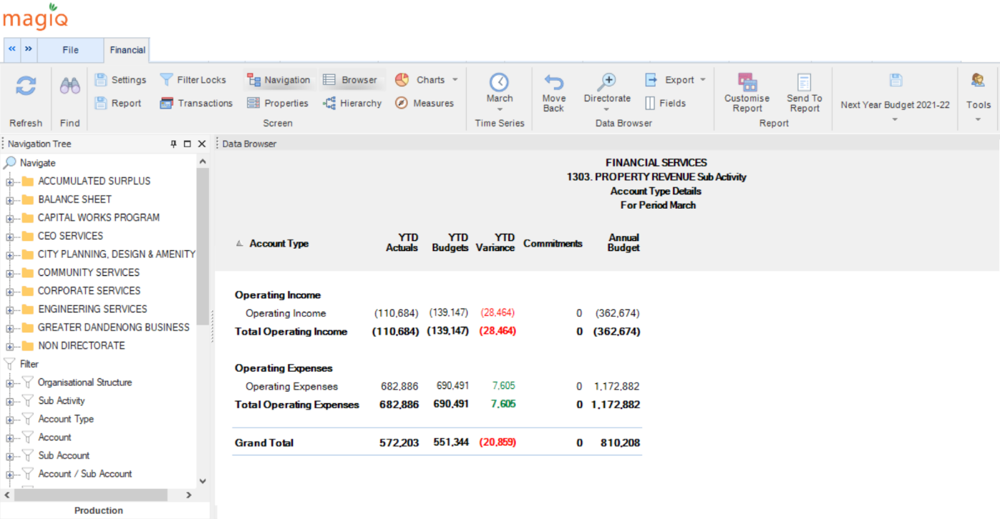 magiq
« » File Financial
Settings Filter Locks Navigation Browser Charts March Move Back Directorate Export Customise Report Send To Report Next Year Budget 2021-22 Tools
Report Transactions Properties Hierarchy Measures Fields
Refresh Find Screen Time Series Data Browser Report
Navigation Tree
Data Browser
Navigate
ACCUMULATED SURPLUS
BALANCE SHEET
CAPITAL WORKS PROGRAM
CEO SERVICES
CITY PLANNING, DESIGN & AMENITY
COMMUNITY SERVICES
CORPORATE SERVICES
ENGINEERING SERVICES
GREATER DANDENONG BUSINESS
NON DIRECTORATE
Filter
Organisational Structure
Sub Activity
Account Type
Account
Sub Account
Account / Sub Account
Production
FINANCIAL SERVICES
1303. PROPERTY REVENUE Sub Activity
Account Type Details
For Period March
Account Type YTD Actuals YTD Budgets YTD Variance Commitments Annual Budget
Operating Income
Operating Income (110,684) (139,147) (28,464) 0 (362,674)
Total Operating Income (110,684) (139,147) (28,464) 0 (362,674)
Operating Expenses
Operating Expenses 682,886 690,491 7,605 0 1,172,882
Total Operating Expenses 682,886 690,491 7,605 0 1,172,882
Grand Total 572,203 551,344 (20,859) 0 810,208